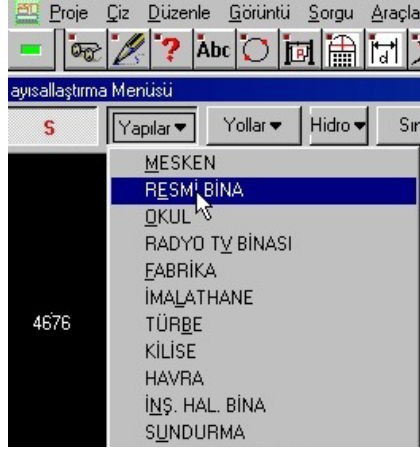 Proje Çiz Düzenle Görüntü Sorgu Araçla
Abc d
ayısallaştırma Menüsü
S Yapılar Yollar Hidro Sır
MESKEN
RESMİ BİNA
OKUL
RADYO TV BİNASI
FABRİKA
İMALATHANE
4676 TÜRBE
KİLİSE
HAVRA
İNŞ. HAL. BİNA
SUNDURMA